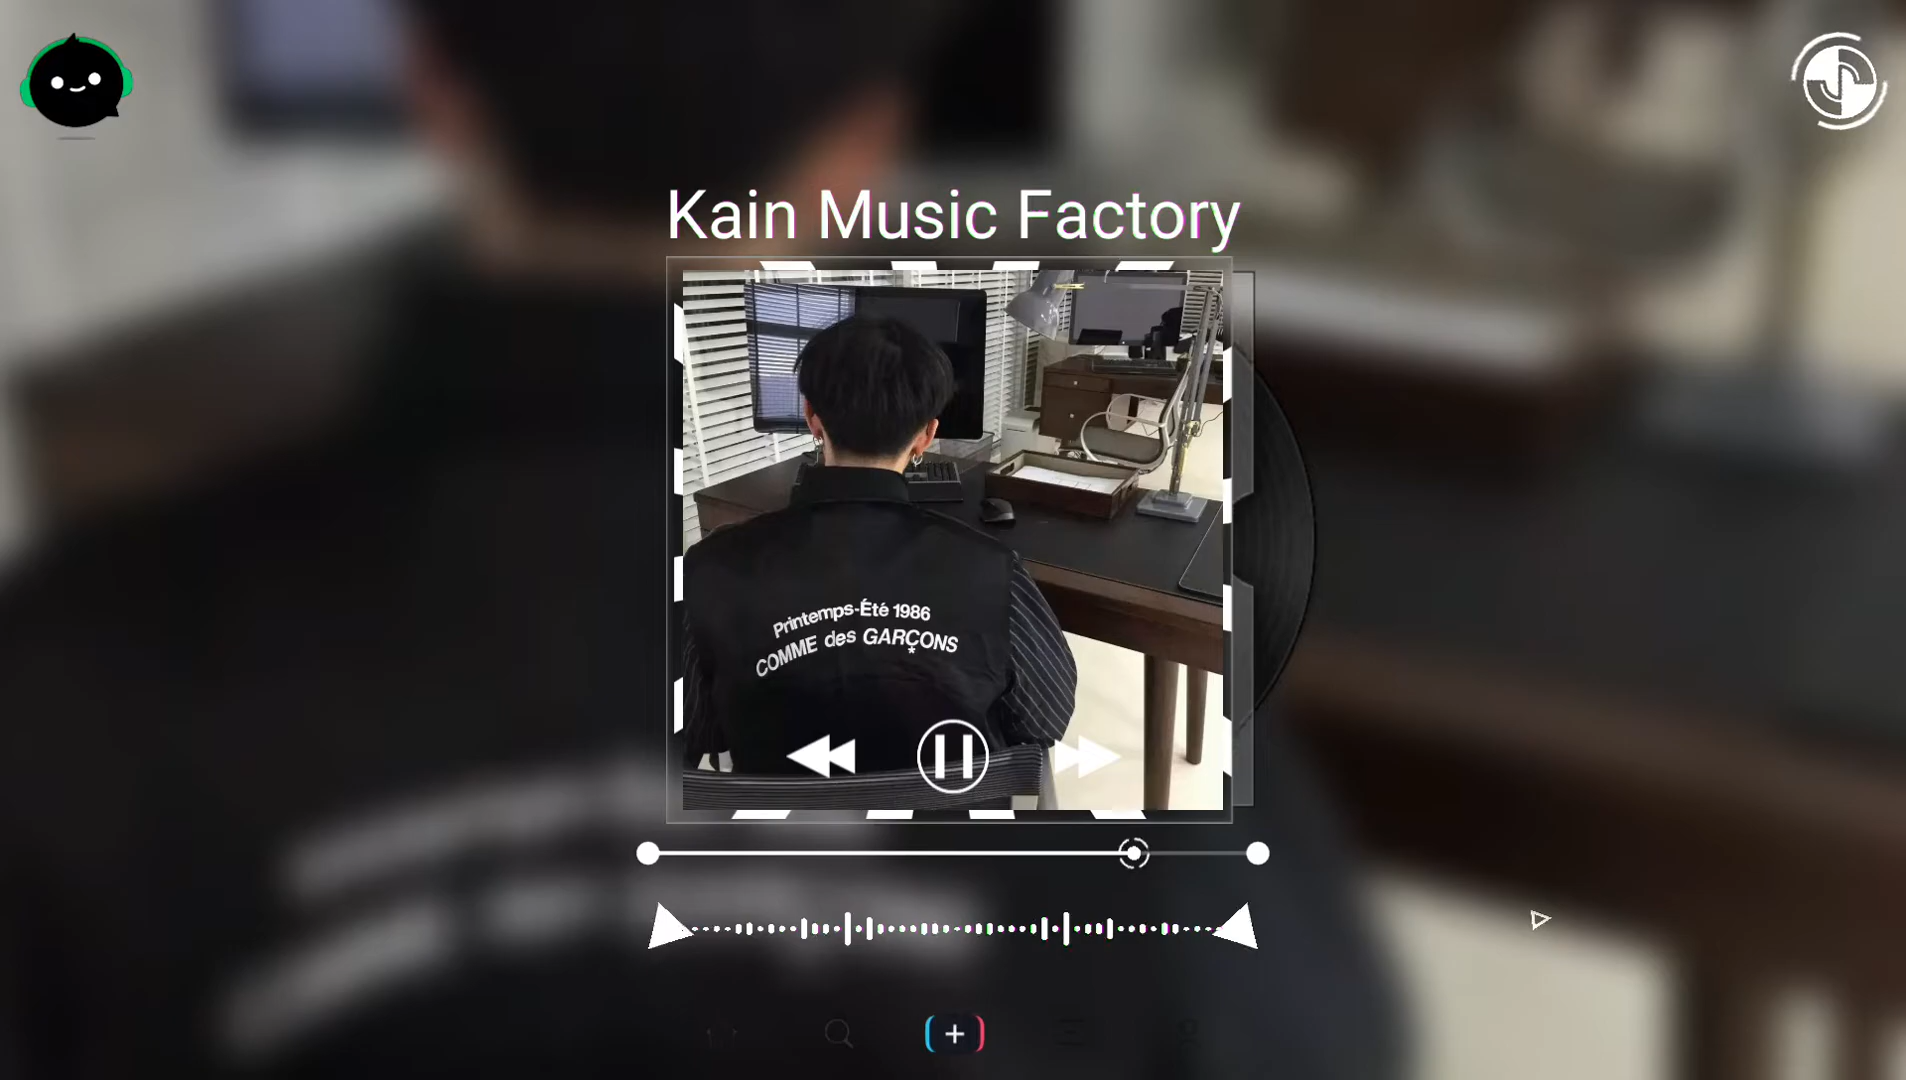 Kain Music Factory
Printemps-Été 1986
COMME des GARÇONS